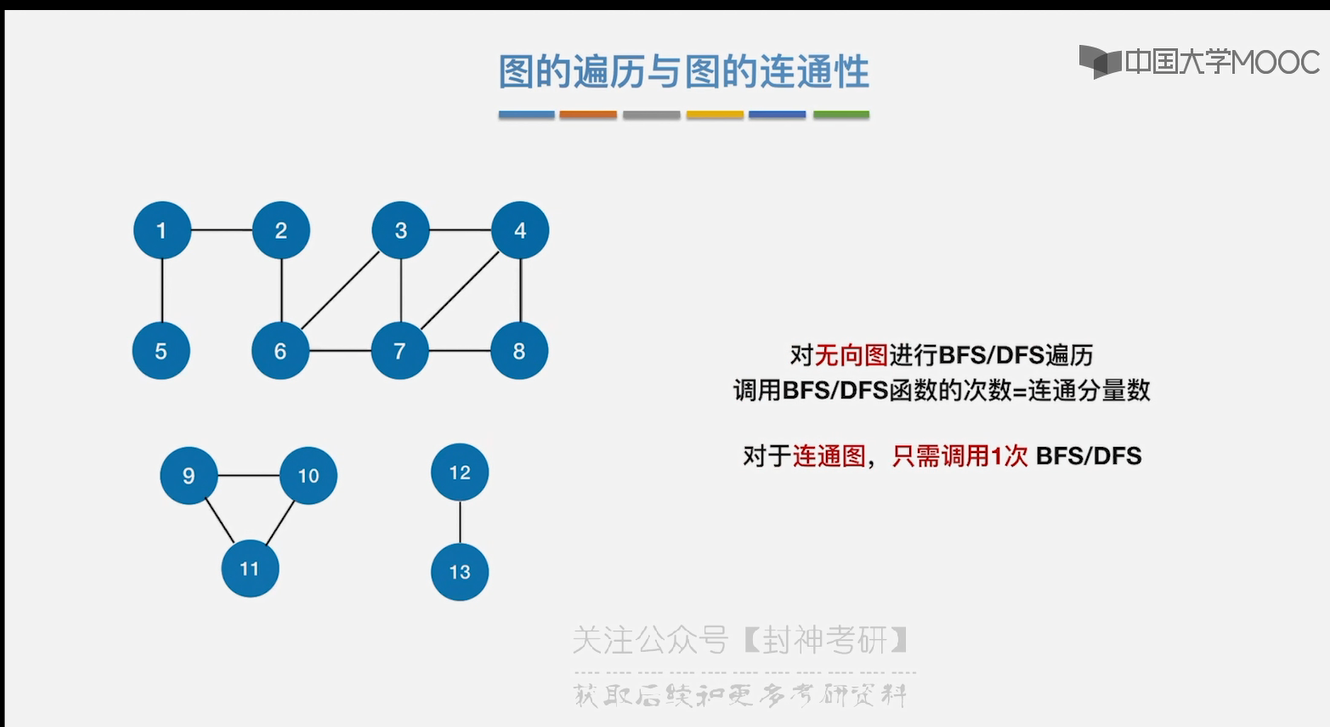 图的遍历与图的连通性
中国大学MOOC
1 2 3 4
5 6 7 8
对无向图进行BFS/DFS遍历
调用BFS/DFS函数的次数=连通分量数
对于连通图，只需调用1次 BFS/DFS
9 10 12
11 13
关注公众号【封神考研】
获取后续和更多考研资料